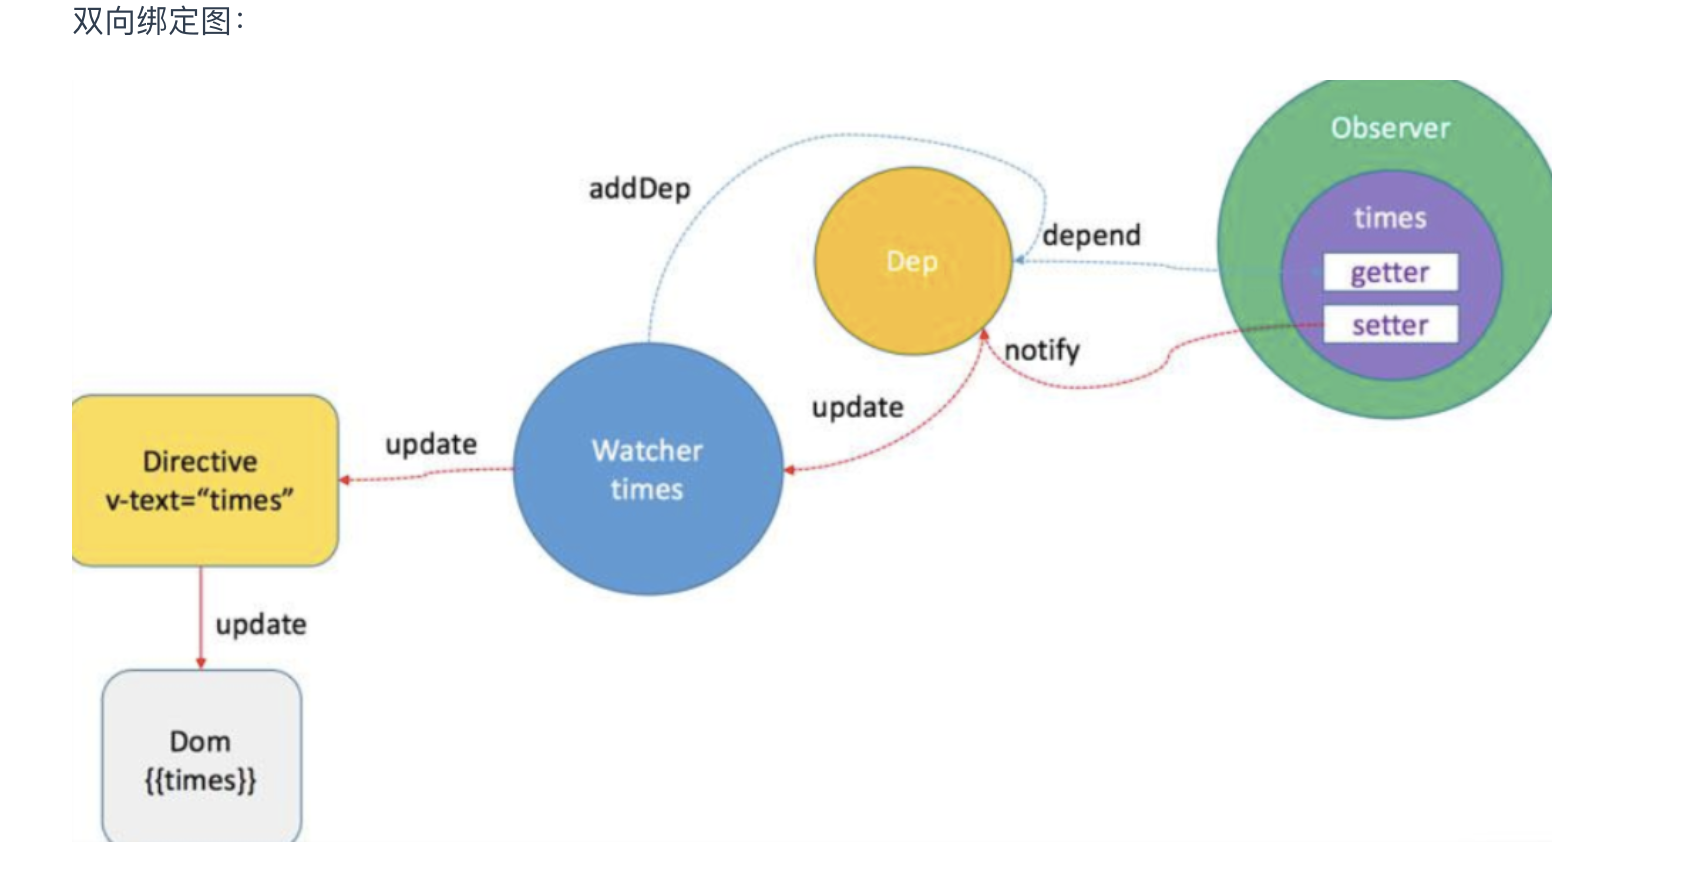 双向绑定图：
Observer
times
getter
setter
addDep
Dep
depend
notify
update
Watcher
times
update
Directive
v-text=“times”
update
Dom
{{times}}